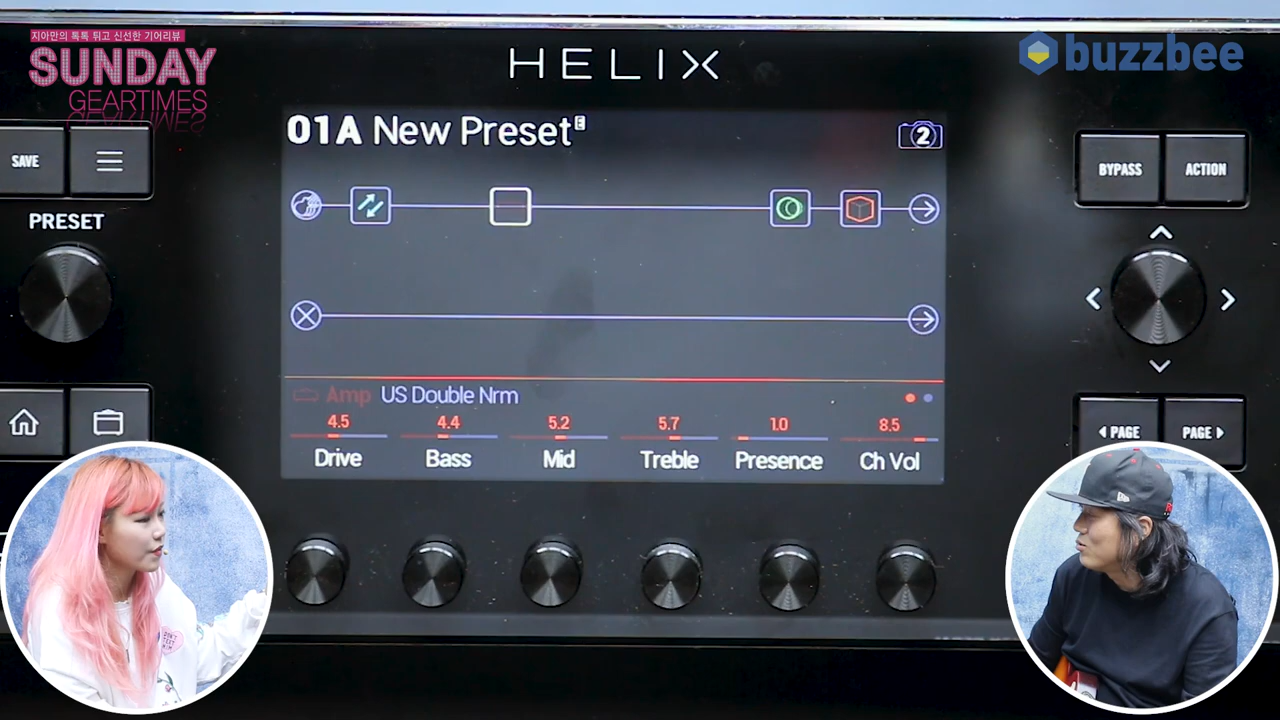 지아만의 톡톡 튀고 신선한 기어리뷰
SUNDAY
GEARTIMES
buzzbee
HELIX
01A New Preset E
2
SAVE
PRESET
BYPASS
ACTION
Amp US Double Nrm
4.5 4.4 5.2 5.7 1.0 8.5
Drive Bass Mid Treble Presence Ch Vol
PAGE
PAGE